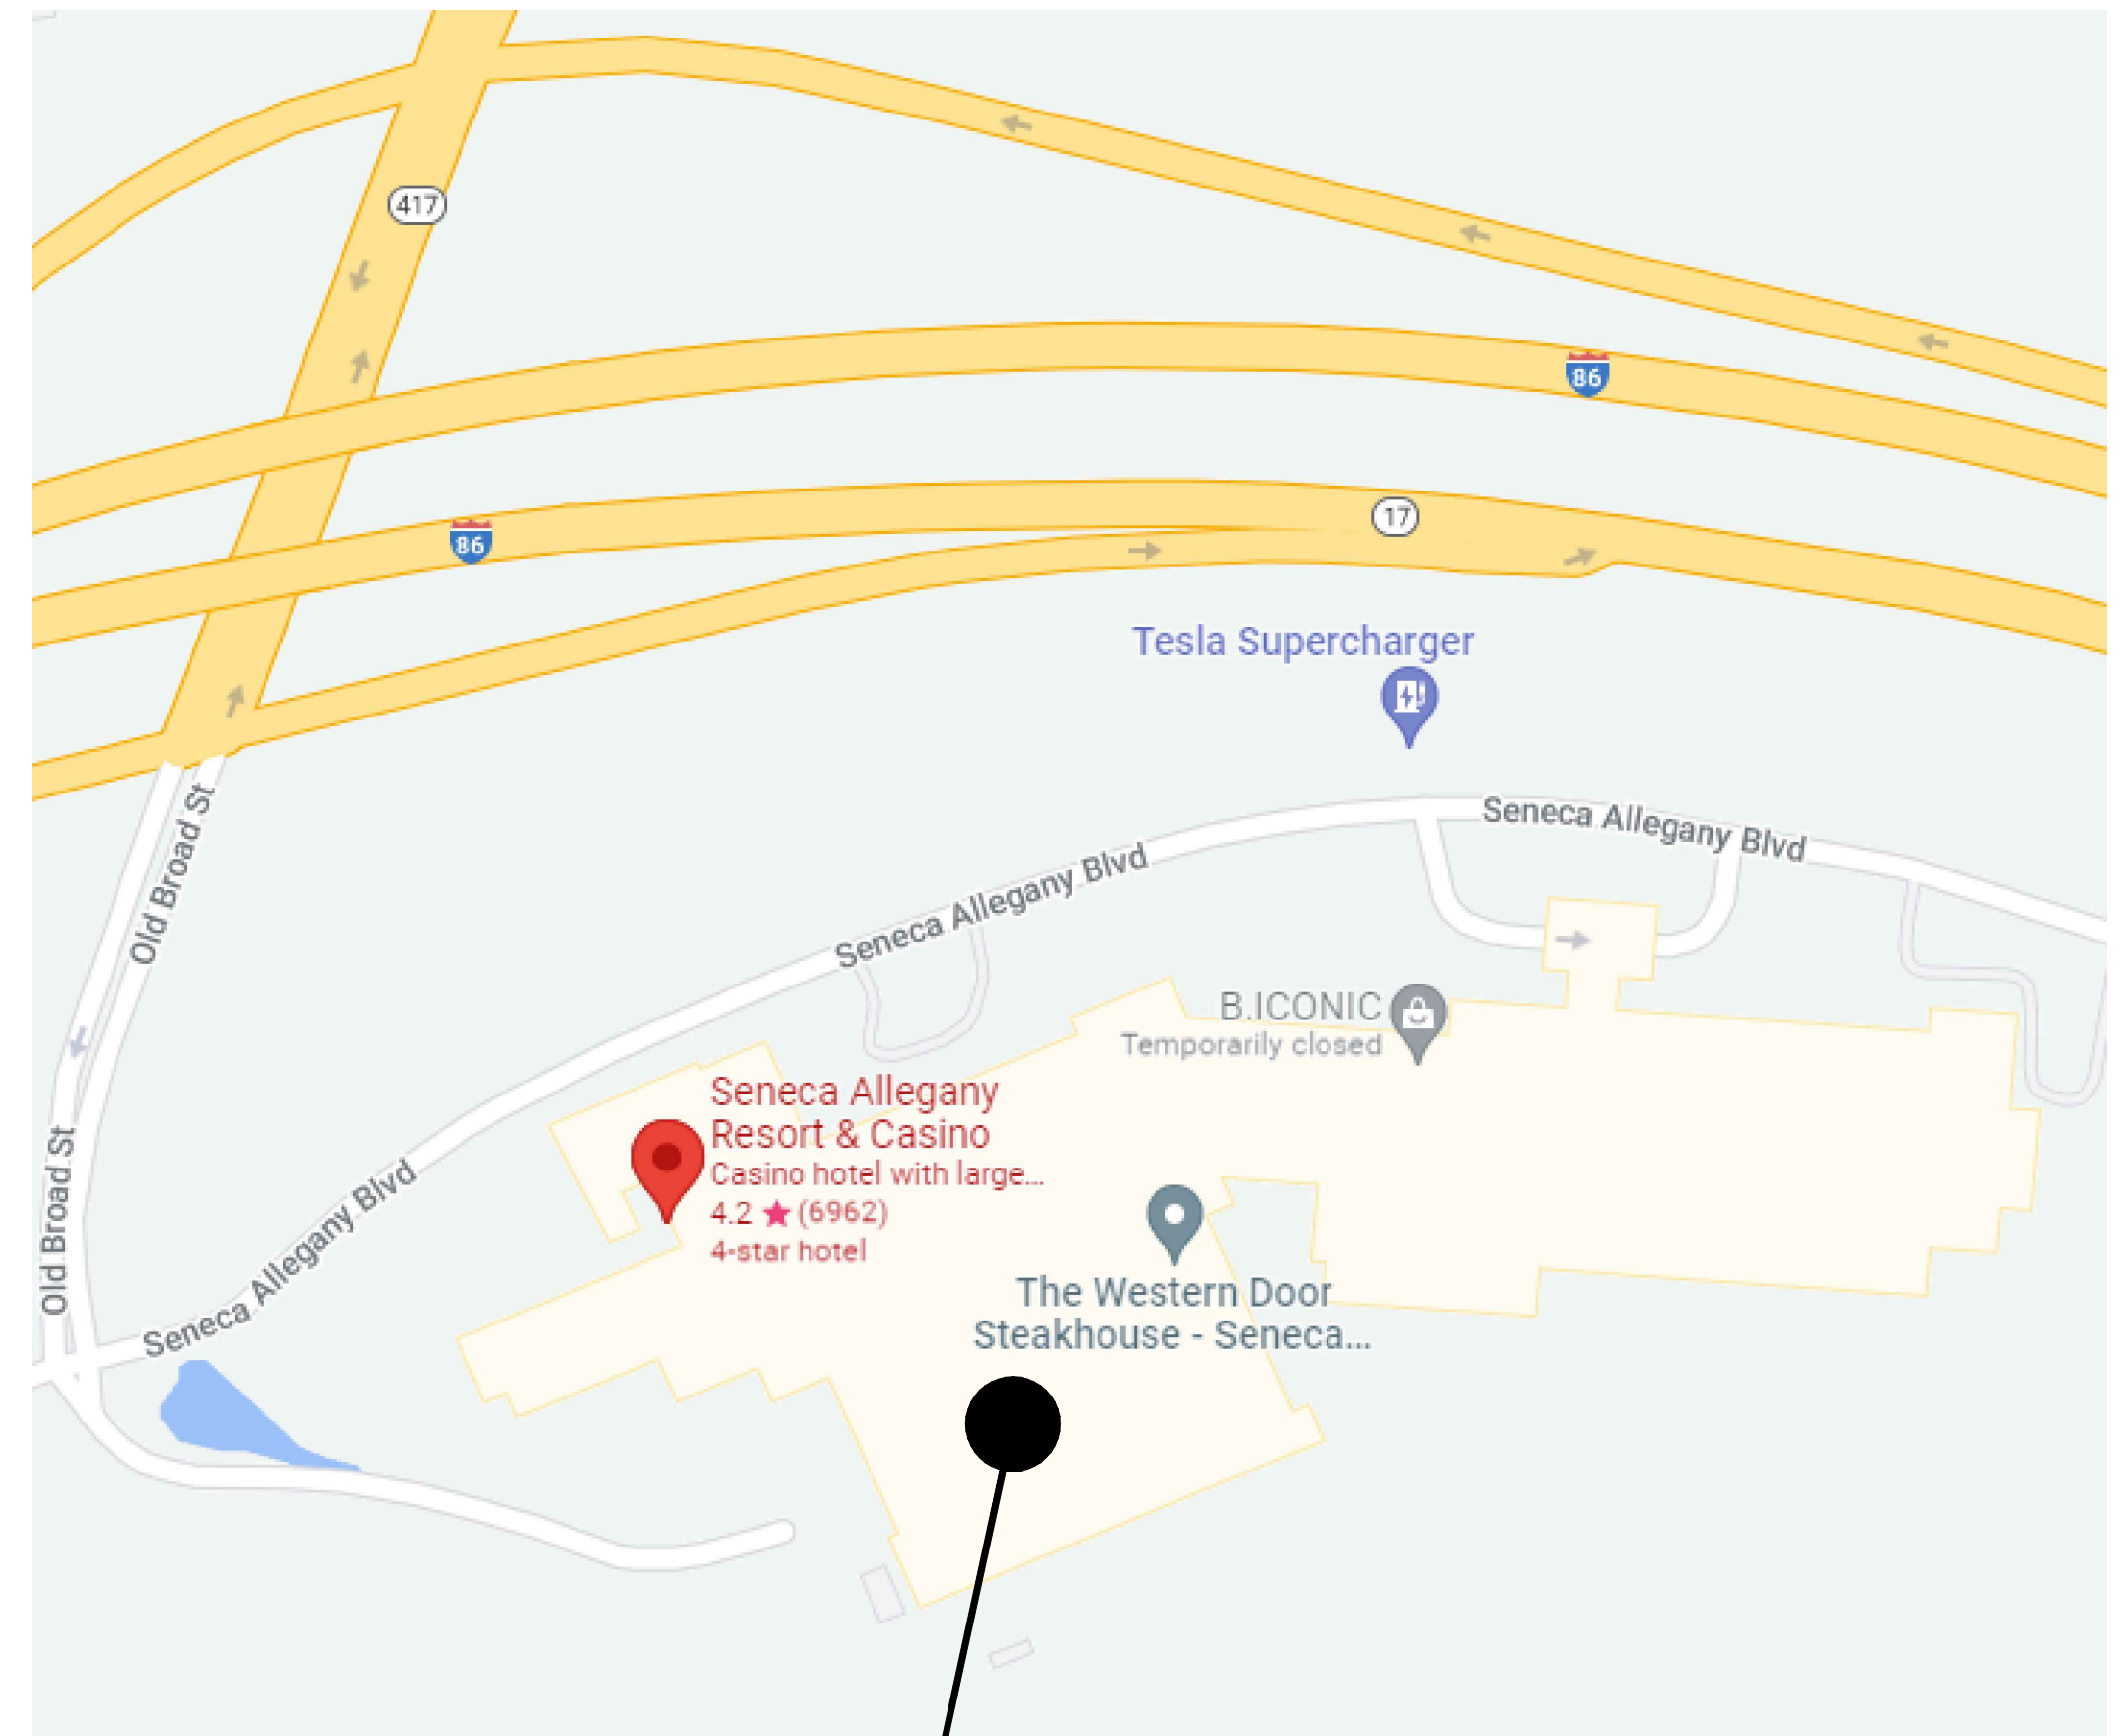 417
86
17
86
Tesla Supercharger
Seneca Allegany Blvd
Old Broad St
Seneca Allegany Blvd
B.ICONIC
Temporarily closed
Seneca Allegany
Resort & Casino
Casino hotel with large...
4.2 ★ (6962)
4-star hotel
Old Broad St
Seneca Allegany Blvd
The Western Door
Steakhouse - Seneca...